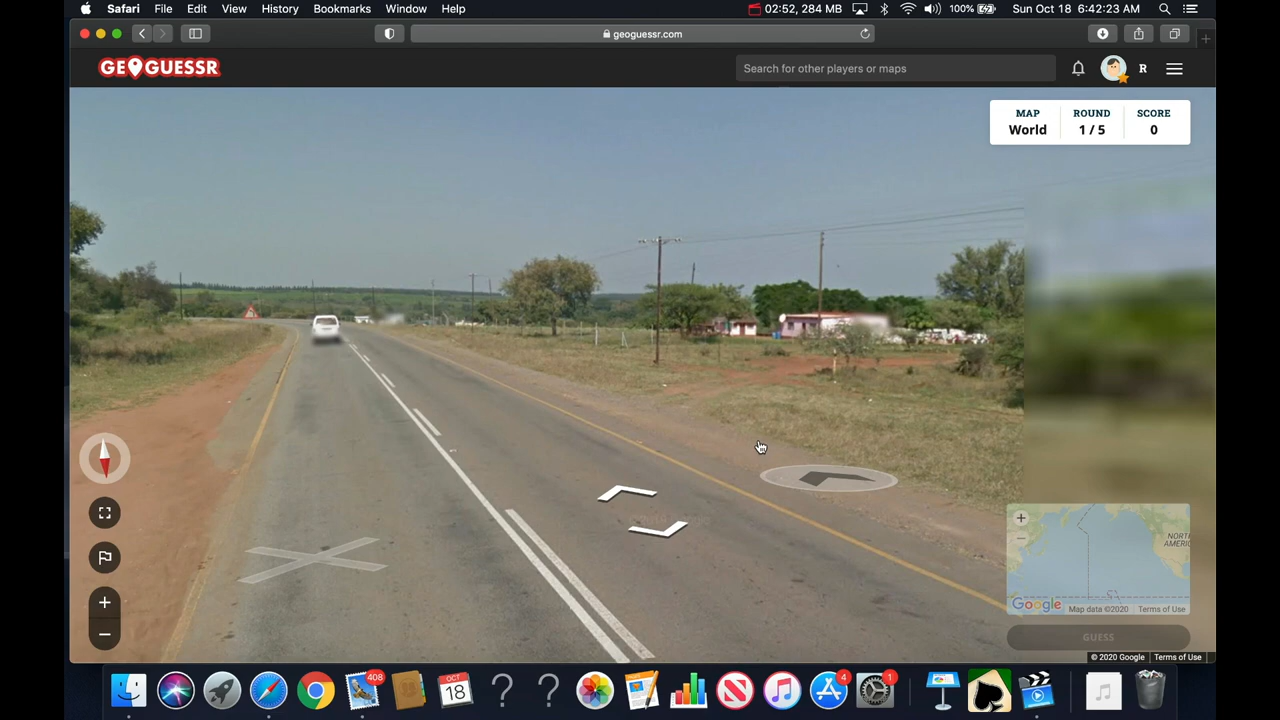 Safari File Edit View History Bookmarks Window Help 02:52, 284 MB 100% Sun Oct 18 6:42:23 AM
geoguessr.com
GEOGUESSR Search for other players or maps R
MAP ROUND SCORE
World 1 / 5 0
NORTH
AMERIC
Google Map data ©2020 Terms of Use
GUESS
© 2020 Google Terms of Use
408
OCT
18
4
1